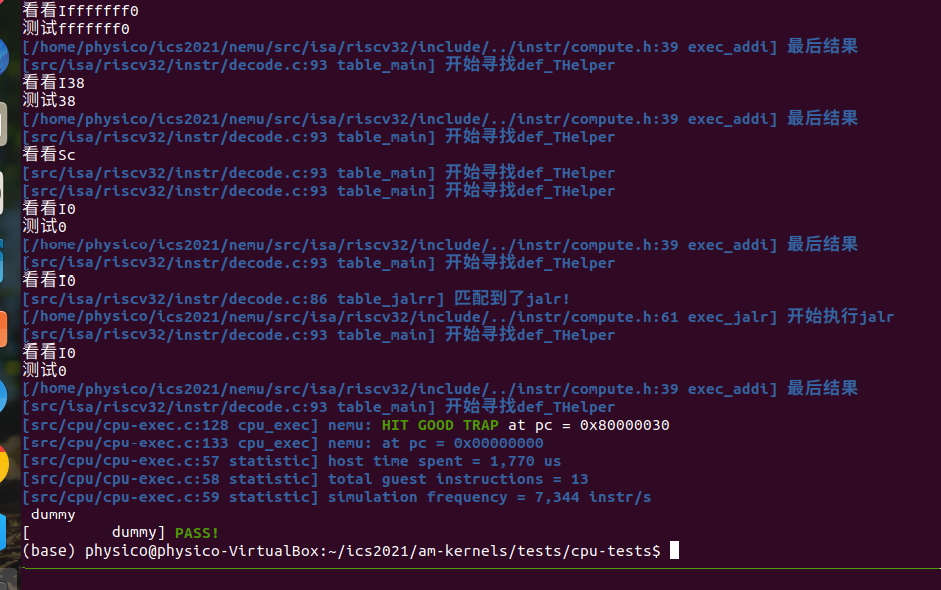 看看Ifffffff0
测试fffffff0
[/home/physico/ics2021/nemu/src/isa/riscv32/include/../instr/compute.h:39 exec_addi] 最后结果
[src/isa/riscv32/instr/decode.c:93 table_main] 开始寻找def_THelper
看看I38
测试38
[/home/physico/ics2021/nemu/src/isa/riscv32/include/../instr/compute.h:39 exec_addi] 最后结果
[src/isa/riscv32/instr/decode.c:93 table_main] 开始寻找def_THelper
看看Sc
[src/isa/riscv32/instr/decode.c:93 table_main] 开始寻找def_THelper
[src/isa/riscv32/instr/decode.c:93 table_main] 开始寻找def_THelper
看看I0
测试0
[/home/physico/ics2021/nemu/src/isa/riscv32/include/../instr/compute.h:39 exec_addi] 最后结果
[src/isa/riscv32/instr/decode.c:93 table_main] 开始寻找def_THelper
看看I0
[src/isa/riscv32/instr/decode.c:86 table_jalrr] 匹配到了jalr!
[/home/physico/ics2021/nemu/src/isa/riscv32/include/../instr/compute.h:61 exec_jalr] 开始执行jalr
[src/isa/riscv32/instr/decode.c:93 table_main] 开始寻找def_THelper
看看I0
测试0
[/home/physico/ics2021/nemu/src/isa/riscv32/include/../instr/compute.h:39 exec_addi] 最后结果
[src/isa/riscv32/instr/decode.c:93 table_main] 开始寻找def_THelper
[src/cpu/cpu-exec.c:128 cpu_exec] nemu: HIT GOOD TRAP at pc = 0x80000030
[src/cpu/cpu-exec.c:133 cpu_exec] nemu: at pc = 0x00000000
[src/cpu/cpu-exec.c:57 statistic] host time spent = 1,770 us
[src/cpu/cpu-exec.c:58 statistic] total guest instructions = 13
[src/cpu/cpu-exec.c:59 statistic] simulation frequency = 7,344 instr/s
dummy
[          dummy] PASS!
(base) physico@physico-VirtualBox:~/ics2021/am-kernels/tests/cpu-tests$